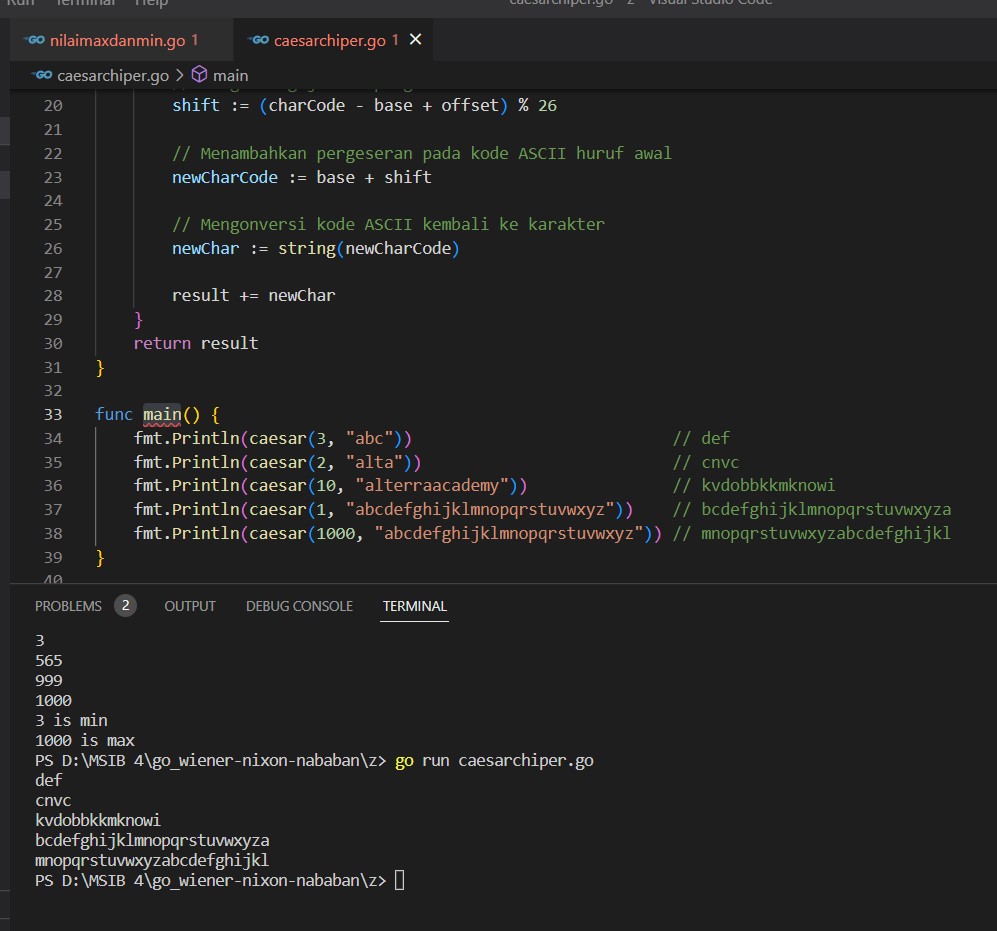 Run Terminal Help caesarchiper.go - z - Visual Studio Code
GO nilaimaxdanmin.go 1 GO caesarchiper.go 1 ×
GO caesarchiper.go > main
20 shift := (charCode - base + offset) % 26
21
22 // Menambahkan pergeseran pada kode ASCII huruf awal
23 newCharCode := base + shift
24
25 // Mengonversi kode ASCII kembali ke karakter
26 newChar := string(newCharCode)
27
28 result += newChar
29 }
30 return result
31 }
32
33 func main() {
34 fmt.Println(caesar(3, "abc")) // def
35 fmt.Println(caesar(2, "alta")) // cnvc
36 fmt.Println(caesar(10, "alterraacademy")) // kvdobbkkmknowi
37 fmt.Println(caesar(1, "abcdefghijklmnopqrstuvwxyz")) // bcdefghijklmnopqrstuvwxyza
38 fmt.Println(caesar(1000, "abcdefghijklmnopqrstuvwxyz")) // mnopqrstuvwxyzabcdefghijkl
39 }
40
PROBLEMS 2 OUTPUT DEBUG CONSOLE TERMINAL
3
565
999
1000
3 is min
1000 is max
PS D:\MSIB 4\go_wiener-nixon-nababan\z> go run caesarchiper.go
def
cnvc
kvdobbkkmknowi
bcdefghijklmnopqrstuvwxyza
mnopqrstuvwxyzabcdefghijkl
PS D:\MSIB 4\go_wiener-nixon-nababan\z>